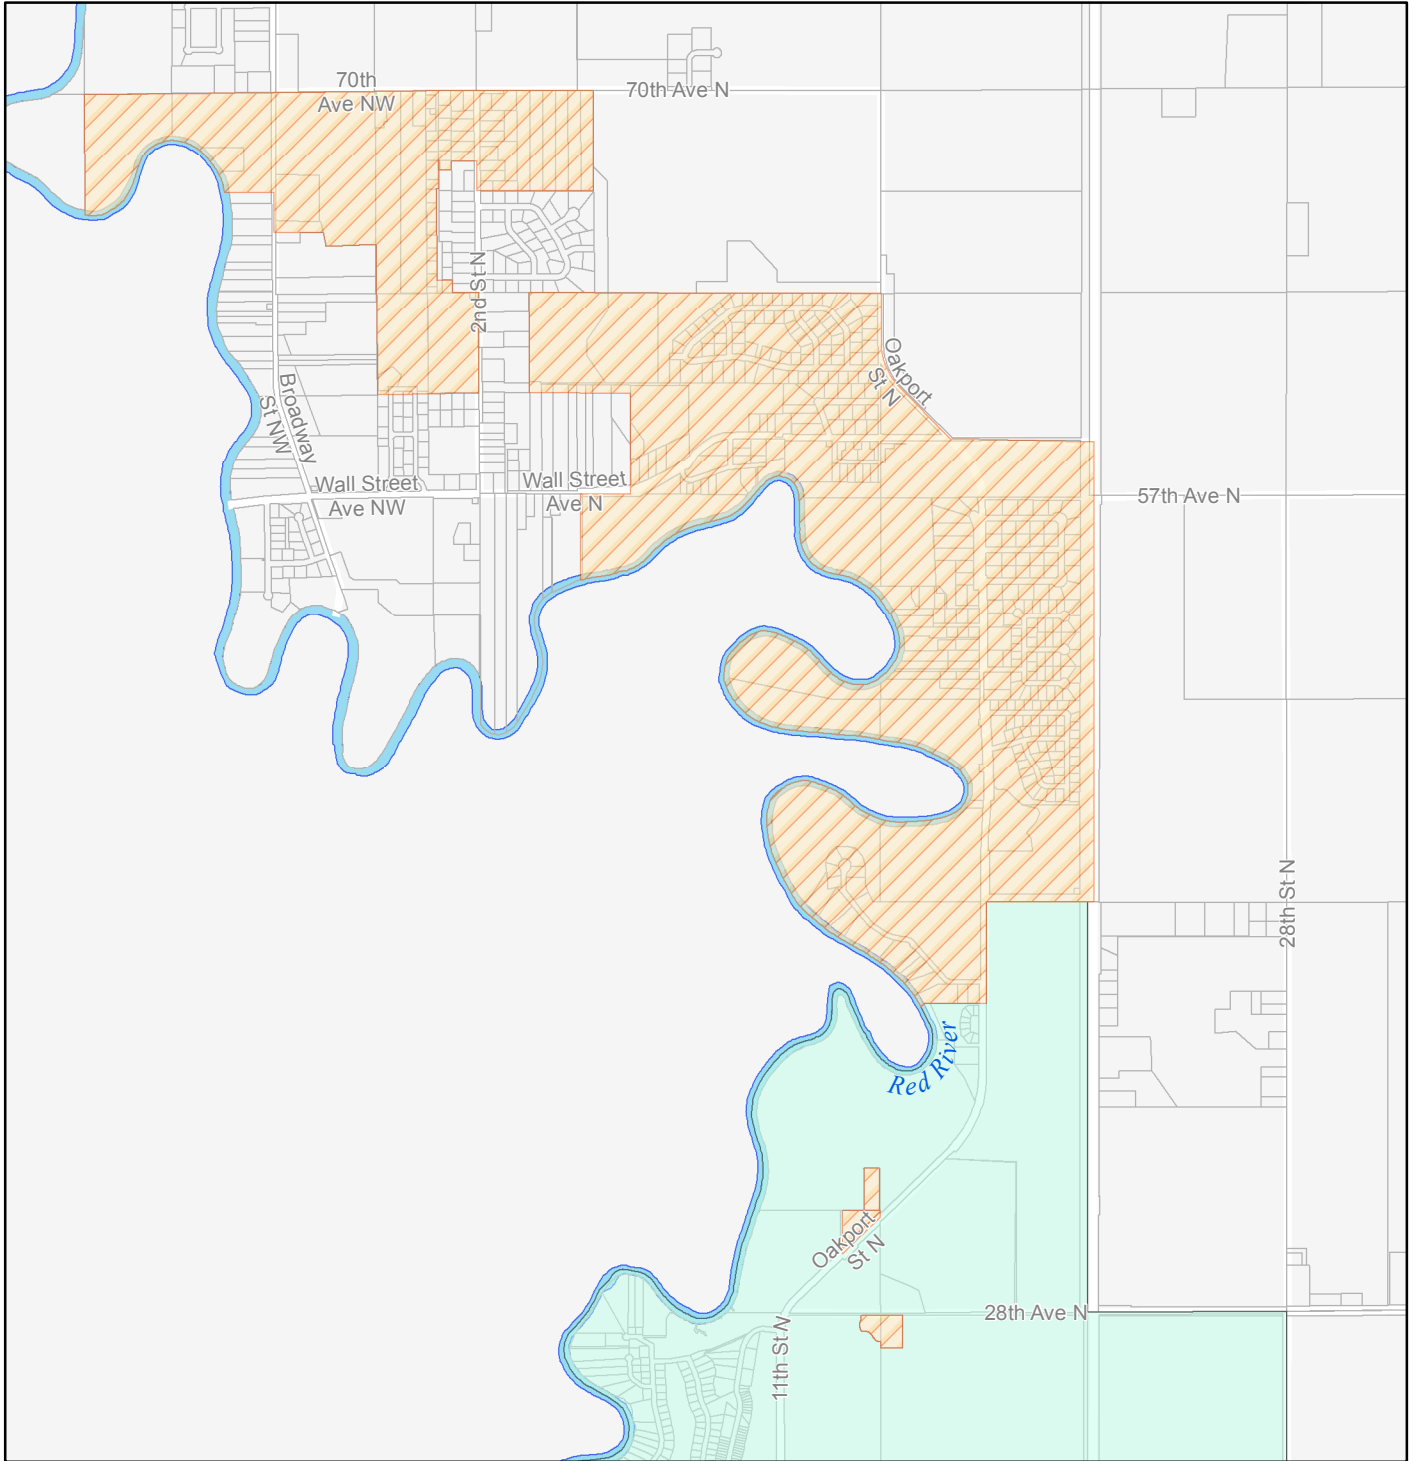 70th
Ave NW
70th Ave N
2nd St N
Oakport
St N
Broadway
St NW
Wall Street
Ave NW
Wall Street
Ave N
57th Ave N
28th St N
Red River
Oakport
St N
28th Ave N
11th St N